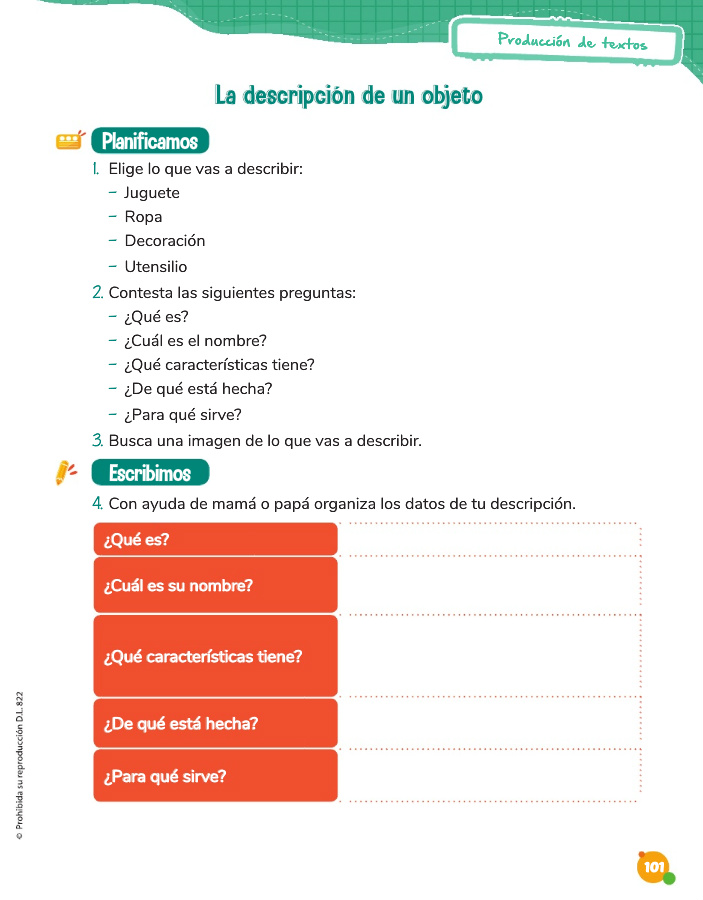 Producción de textos
La descripción de un objeto
Planificamos
1. Elige lo que vas a describir:
– Juguete
– Ropa
– Decoración
– Utensilio
2. Contesta las siguientes preguntas:
– ¿Qué es?
– ¿Cuál es el nombre?
– ¿Qué características tiene?
– ¿De qué está hecha?
– ¿Para qué sirve?
3. Busca una imagen de lo que vas a describir.
Escribimos
4. Con ayuda de mamá o papá organiza los datos de tu descripción.
¿Qué es?
¿Cuál es su nombre?
¿Qué características tiene?
¿De qué está hecha?
¿Para qué sirve?
© Prohibida su reproducción D.L. 822
101